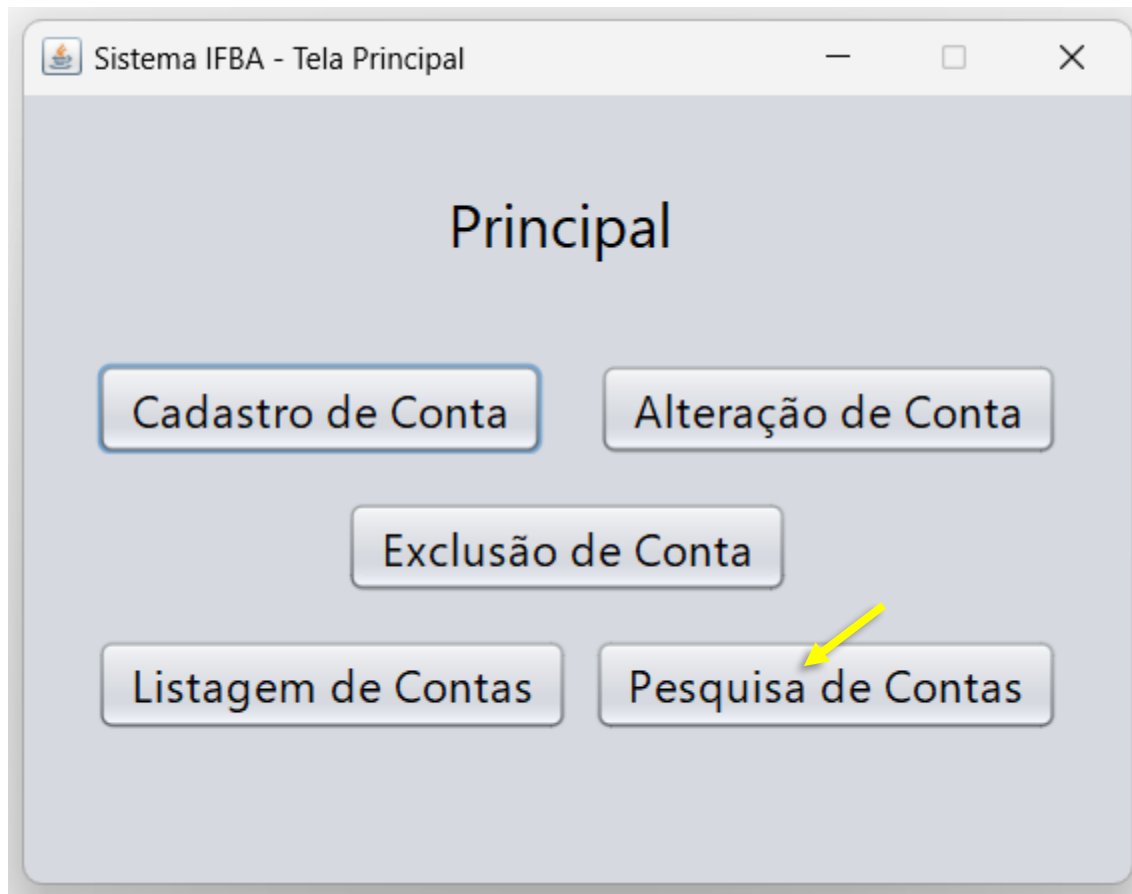 Sistema IFBA - Tela Principal
Principal
Cadastro de Conta
Alteração de Conta
Exclusão de Conta
Listagem de Contas
Pesquisa de Contas